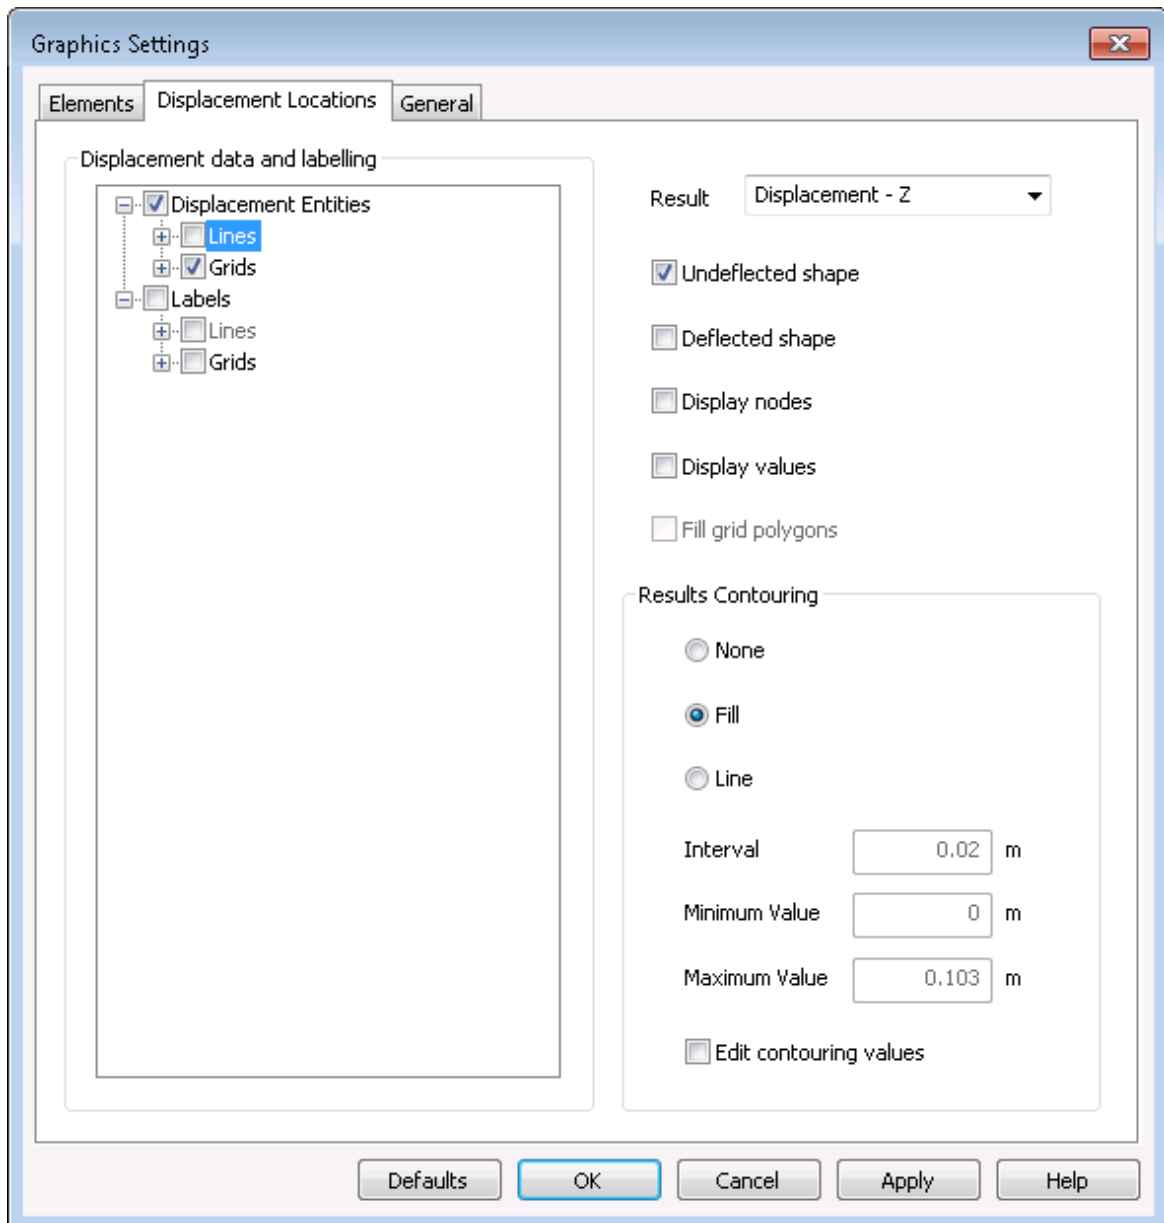 Graphics Settings
Elements
Displacement Locations
General
Displacement data and labelling
Displacement Entities
Lines
Grids
Labels
Lines
Grids
Result
Displacement - Z
Undeflected shape
Deflected shape
Display nodes
Display values
Fill grid polygons
Results Contouring
None
Fill
Line
Interval 0.02 m
Minimum Value 0 m
Maximum Value 0.103 m
Edit contouring values
Defaults
OK
Cancel
Apply
Help